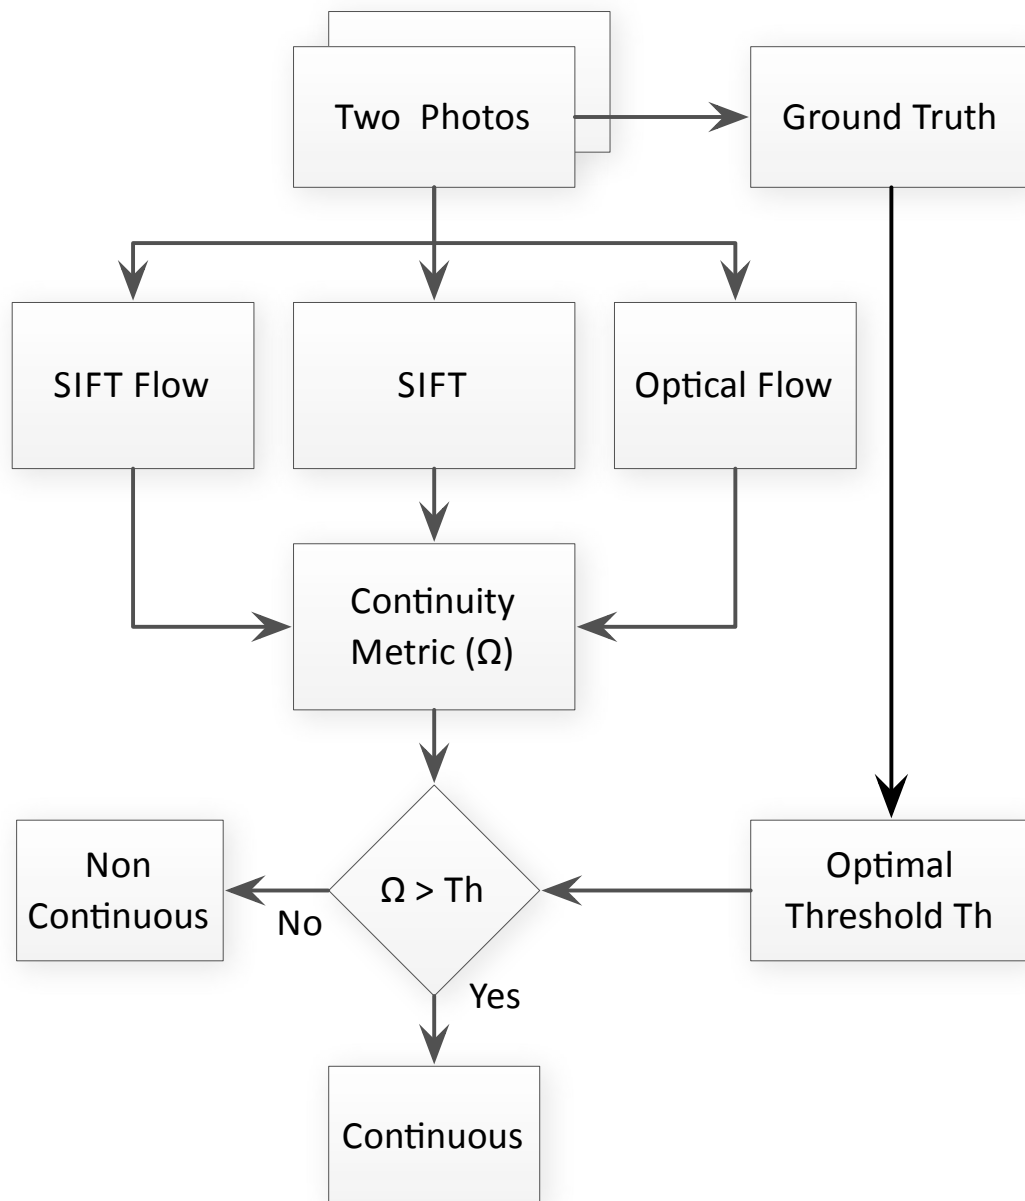 Two Photos
Ground Truth
SIFT Flow
SIFT
Optical Flow
Continuity
Metric (Ω)
Non
Continuous
No
Ω > Th
Yes
Optimal
Threshold Th
Continuous